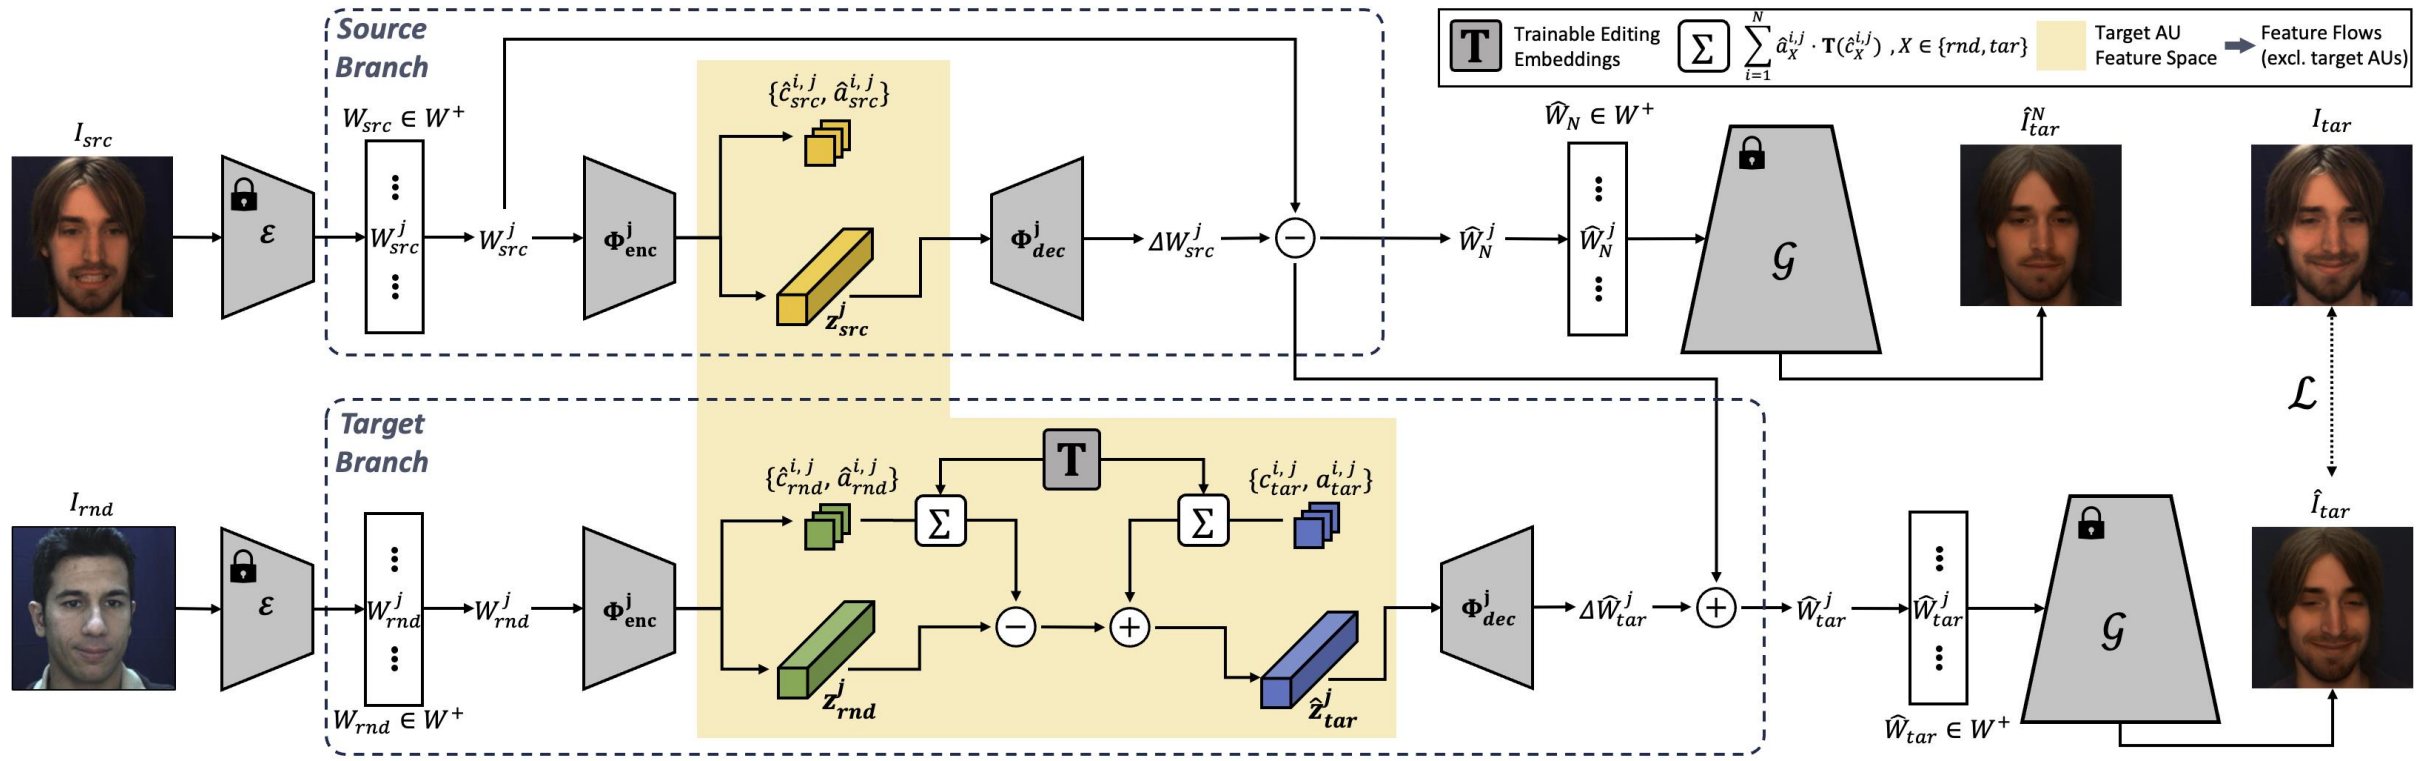 Source
Branch
T
Trainable Editing
Embeddings
Σ
N
∑ â_X^{i,j} · T(ĉ_X^{i,j}) , X ∈ {rnd, tar}
i=1
Target AU
Feature Space
Feature Flows
(excl. target AUs)
I_src
W_src ∈ W⁺
{ĉ_src^{i,j}, â_src^{i,j}}
Ŵ_N ∈ W⁺
Î_tar^N
I_tar
ℰ
⋮
W_src^j
⋮
W_src^j
Φ_enc^j
z_src^j
Φ_dec^j
ΔW_src^j
−
Ŵ_N^j
⋮
Ŵ_N^j
⋮
𝒢
ℒ
Target
Branch
I_rnd
{ĉ_rnd^{i,j}, â_rnd^{i,j}}
Σ
T
Σ
{c_tar^{i,j}, a_tar^{i,j}}
Î_tar
ℰ
⋮
W_rnd^j
⋮
W_rnd^j
Φ_enc^j
z_rnd^j
−
+
ẑ_tar^j
Φ_dec^j
ΔŴ_tar^j
+
Ŵ_tar^j
⋮
Ŵ_tar^j
⋮
𝒢
W_rnd ∈ W⁺
Ŵ_tar ∈ W⁺